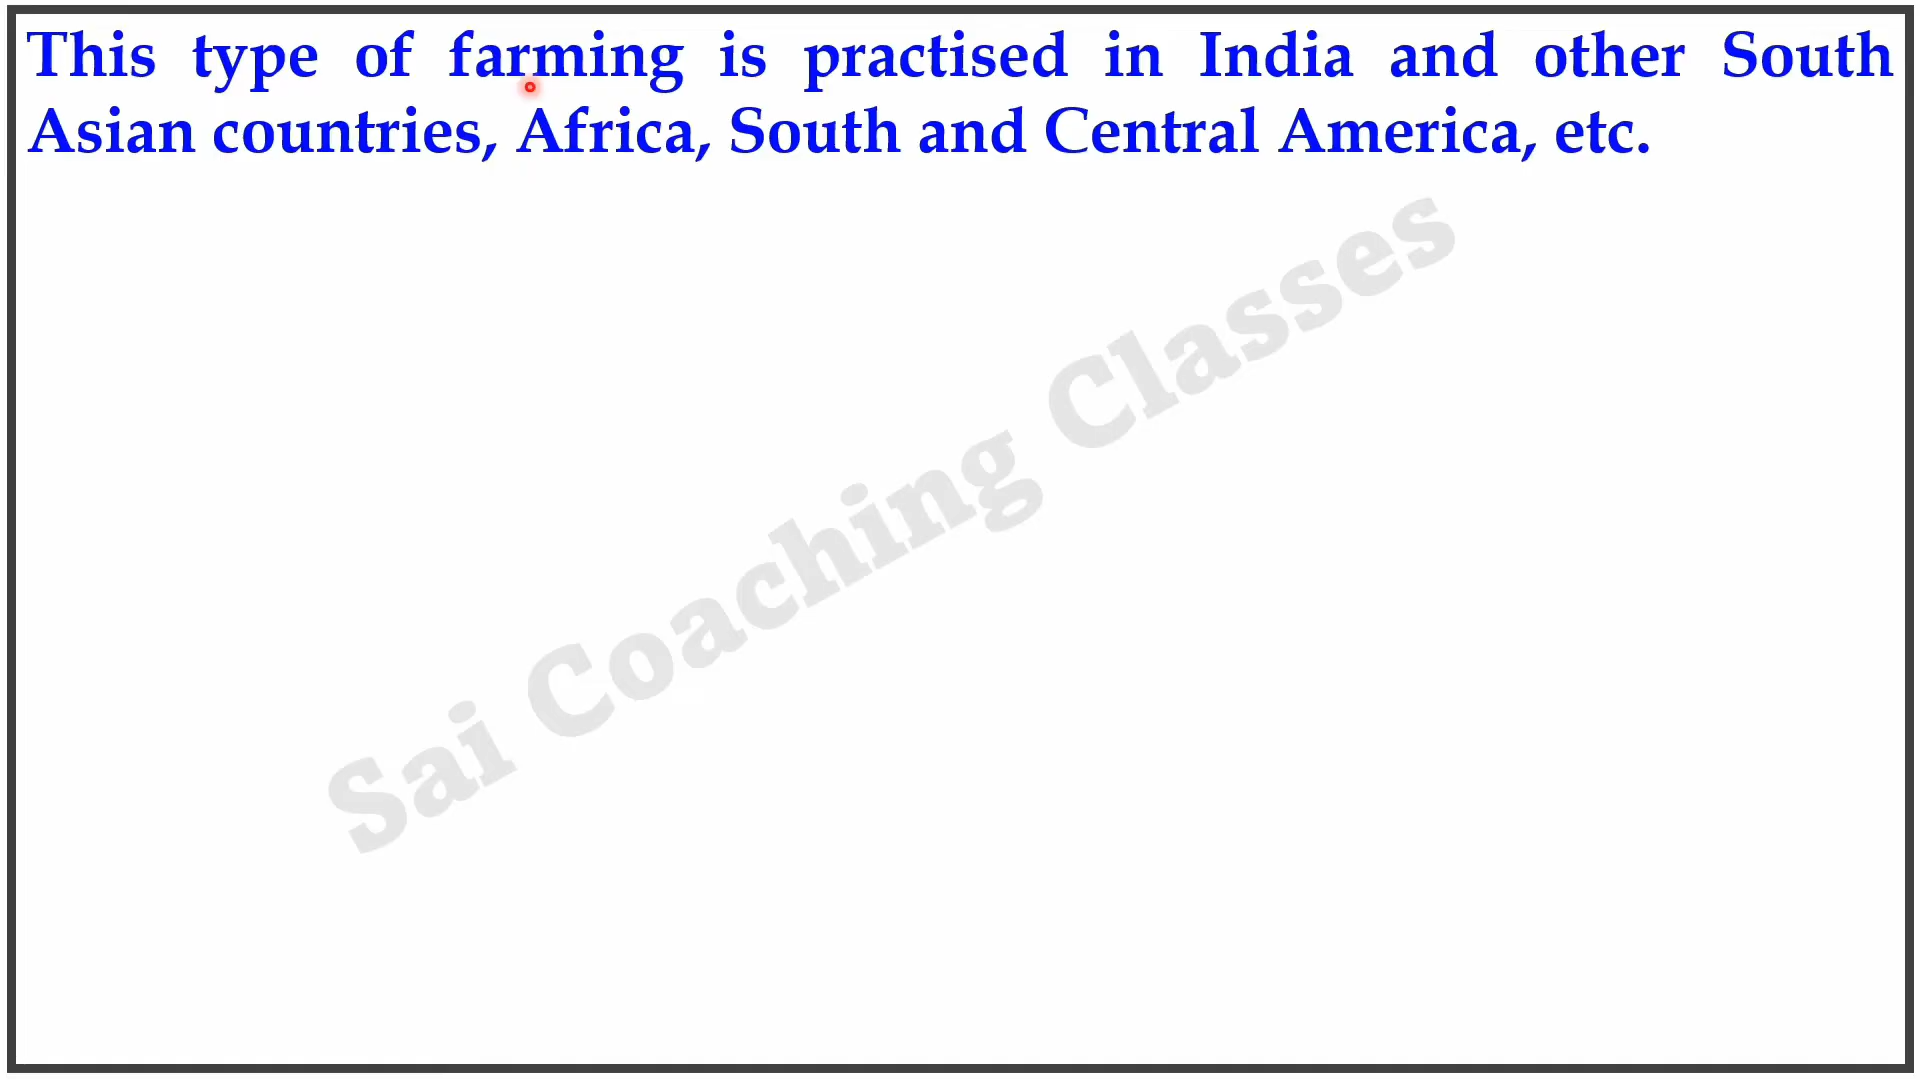 This type of farming is practised in India and other South
Asian countries, Africa, South and Central America, etc.
Sai Coaching Classes